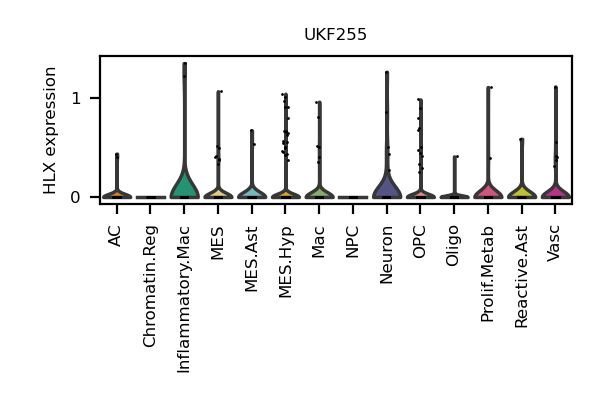 UKF255
HLX expression
1
0
AC
Chromatin.Reg
Inflammatory.Mac
MES
MES.Ast
MES.Hyp
Mac
NPC
Neuron
OPC
Oligo
Prolif.Metab
Reactive.Ast
Vasc